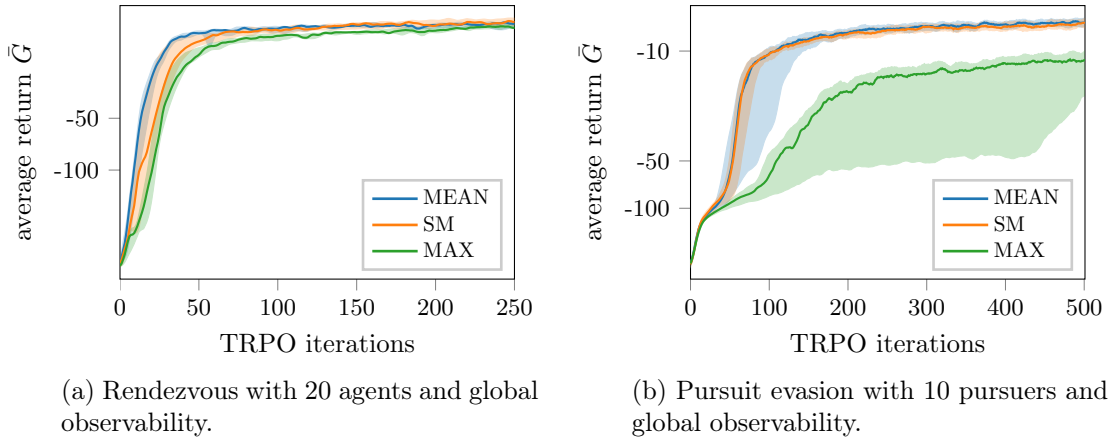 average return Ḡ
-50
-100
MEAN
SM
MAX
0 50 100 150 200 250
TRPO iterations
(a) Rendezvous with 20 agents and global
observability.
average return Ḡ
-10
-50
-100
MEAN
SM
MAX
0 100 200 300 400 500
TRPO iterations
(b) Pursuit evasion with 10 pursuers and
global observability.